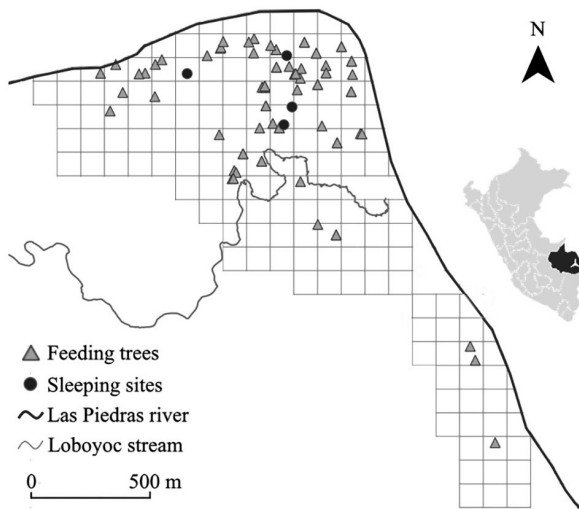 N
Feeding trees
Sleeping sites
Las Piedras river
Loboyoc stream
0 500 m